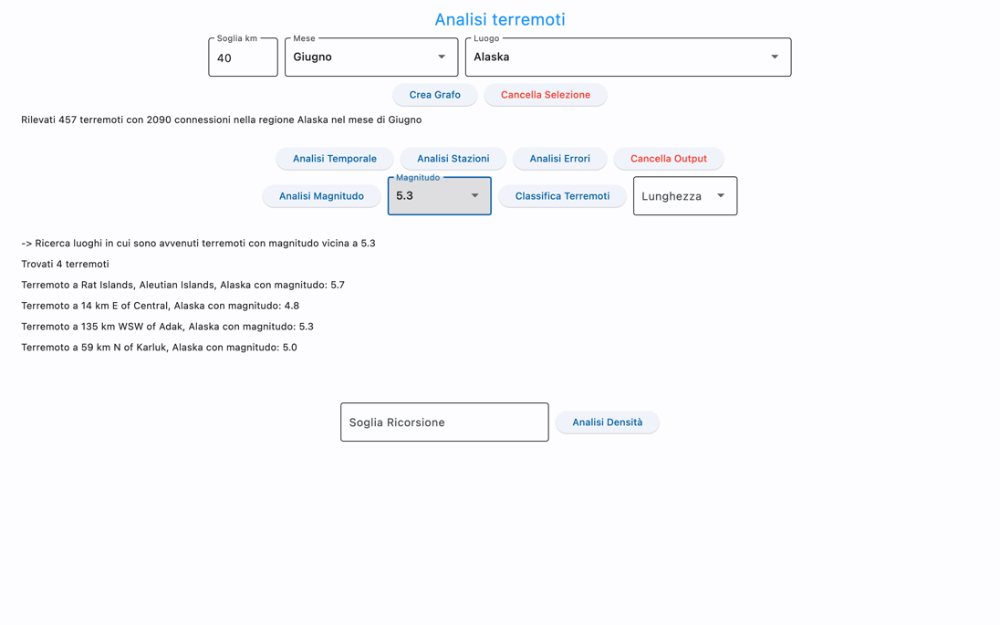 Analisi terremoti
Soglia km Mese Luogo
40 Giugno Alaska
Crea Grafo Cancella Selezione
Rilevati 457 terremoti con 2090 connessioni nella regione Alaska nel mese di Giugno
Analisi Temporale Analisi Stazioni Analisi Errori Cancella Output
Magnitudo
Analisi Magnitudo 5.3 Classifica Terremoti Lunghezza
-> Ricerca luoghi in cui sono avvenuti terremoti con magnitudo vicina a 5.3
Trovati 4 terremoti
Terremoto a Rat Islands, Aleutian Islands, Alaska con magnitudo: 5.7
Terremoto a 14 km E of Central, Alaska con magnitudo: 4.8
Terremoto a 135 km WSW of Adak, Alaska con magnitudo: 5.3
Terremoto a 59 km N of Karluk, Alaska con magnitudo: 5.0
Soglia Ricorsione Analisi Densità